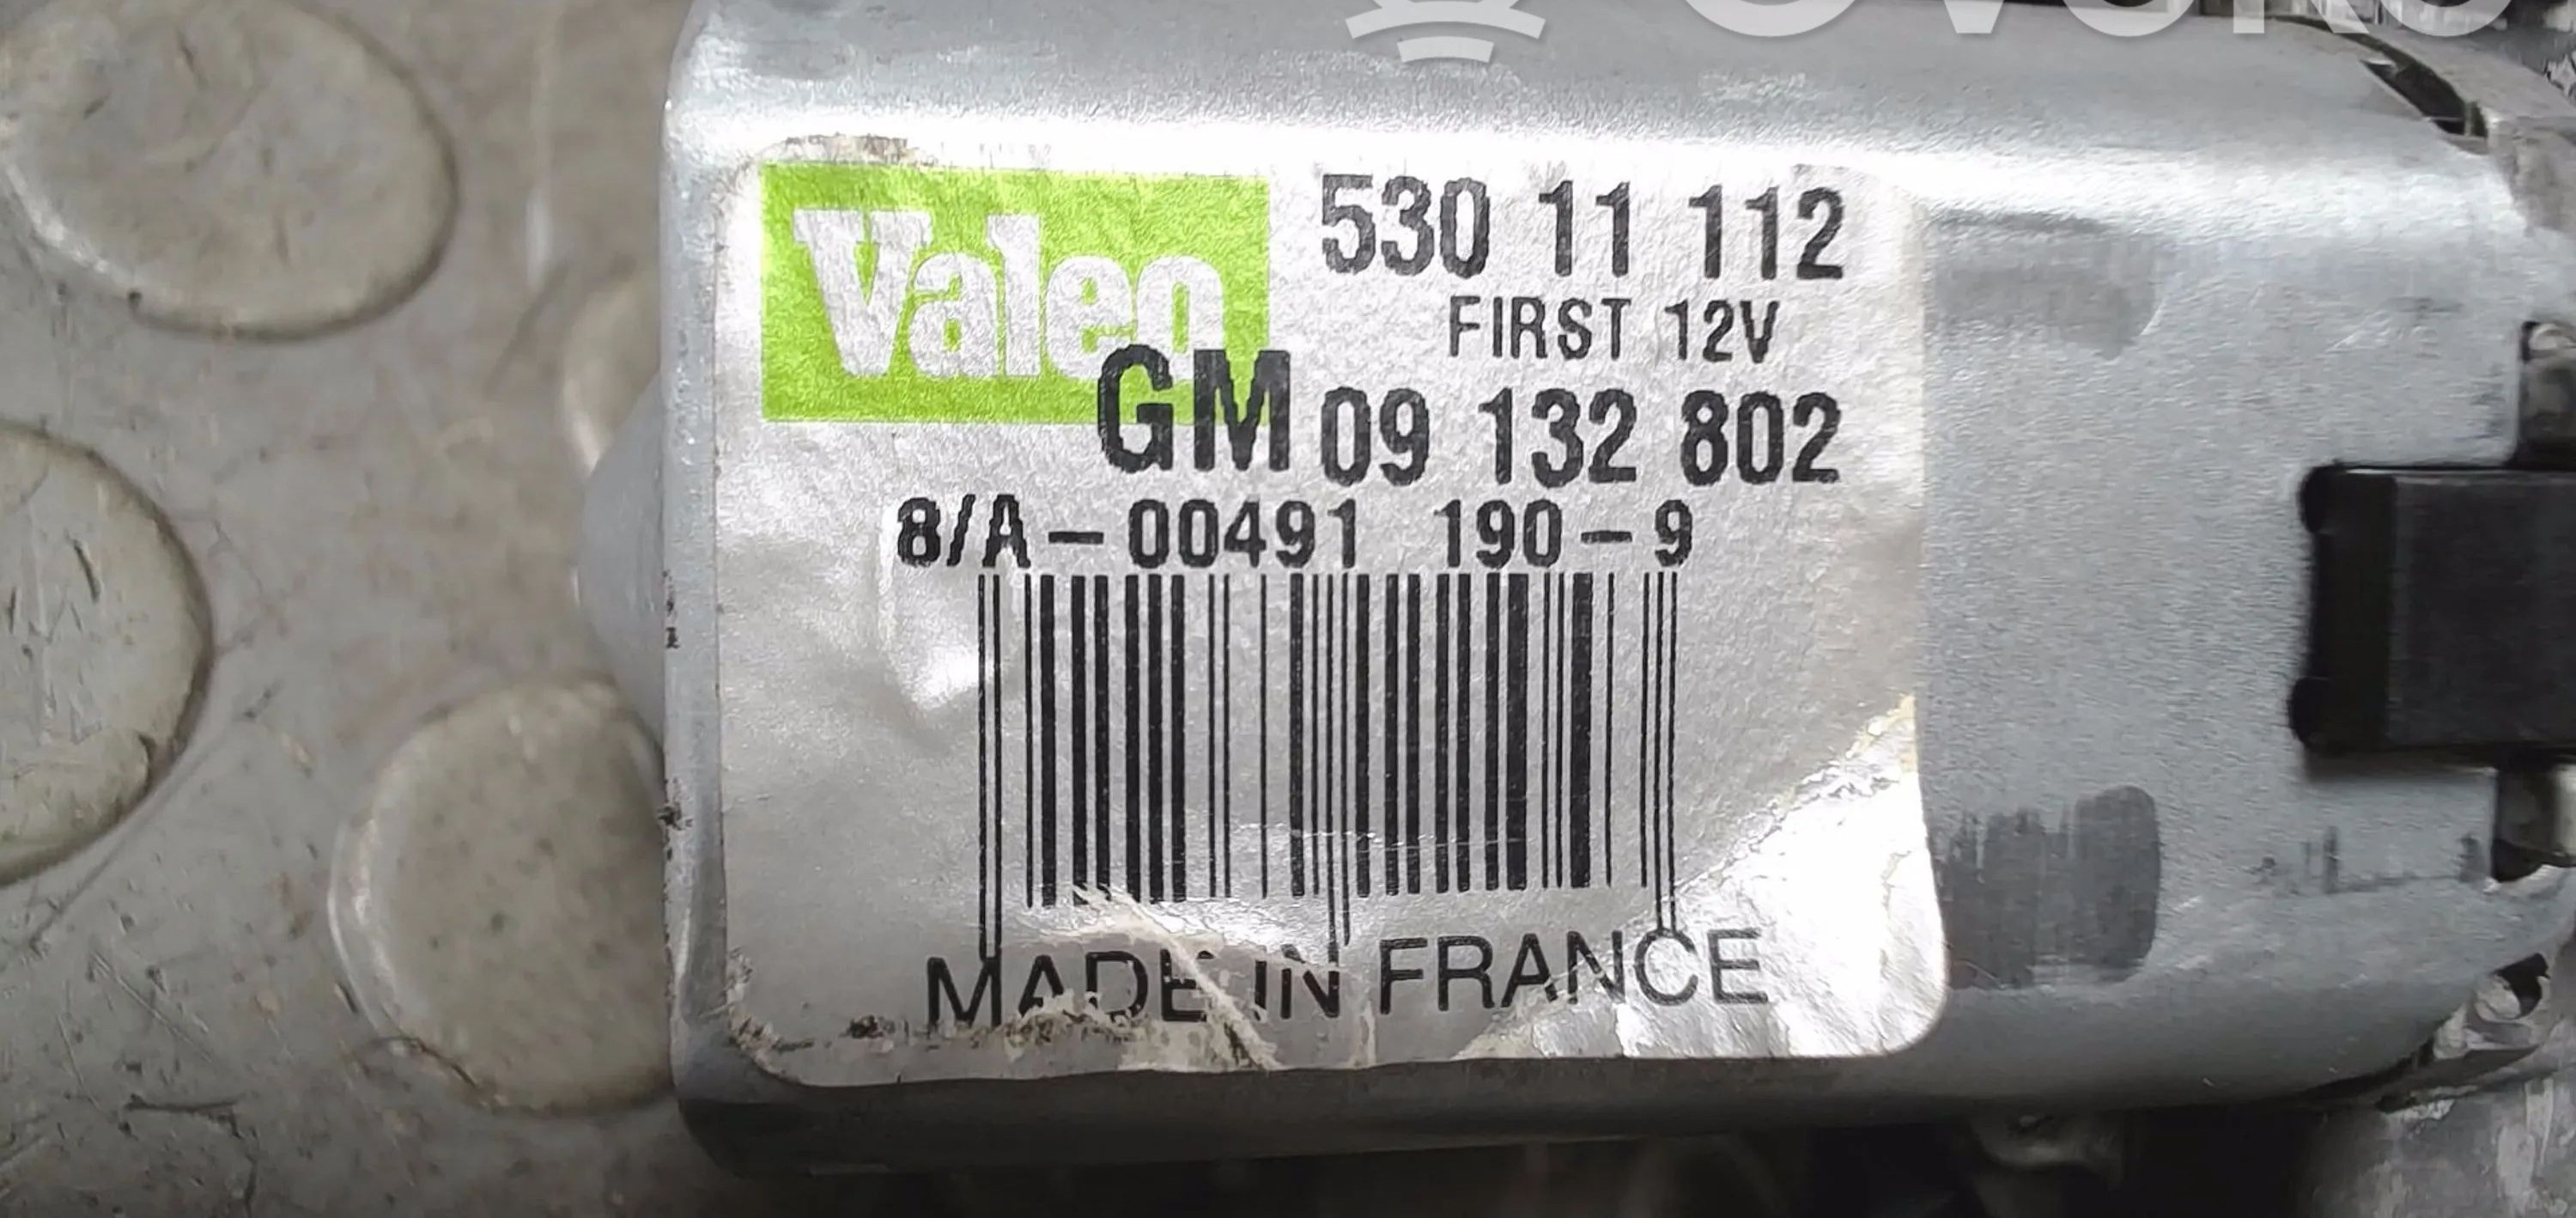 Valeo
530 11 112
FIRST 12V
GM 09 132 802
8/A-00491 190-9
MADE IN FRANCE